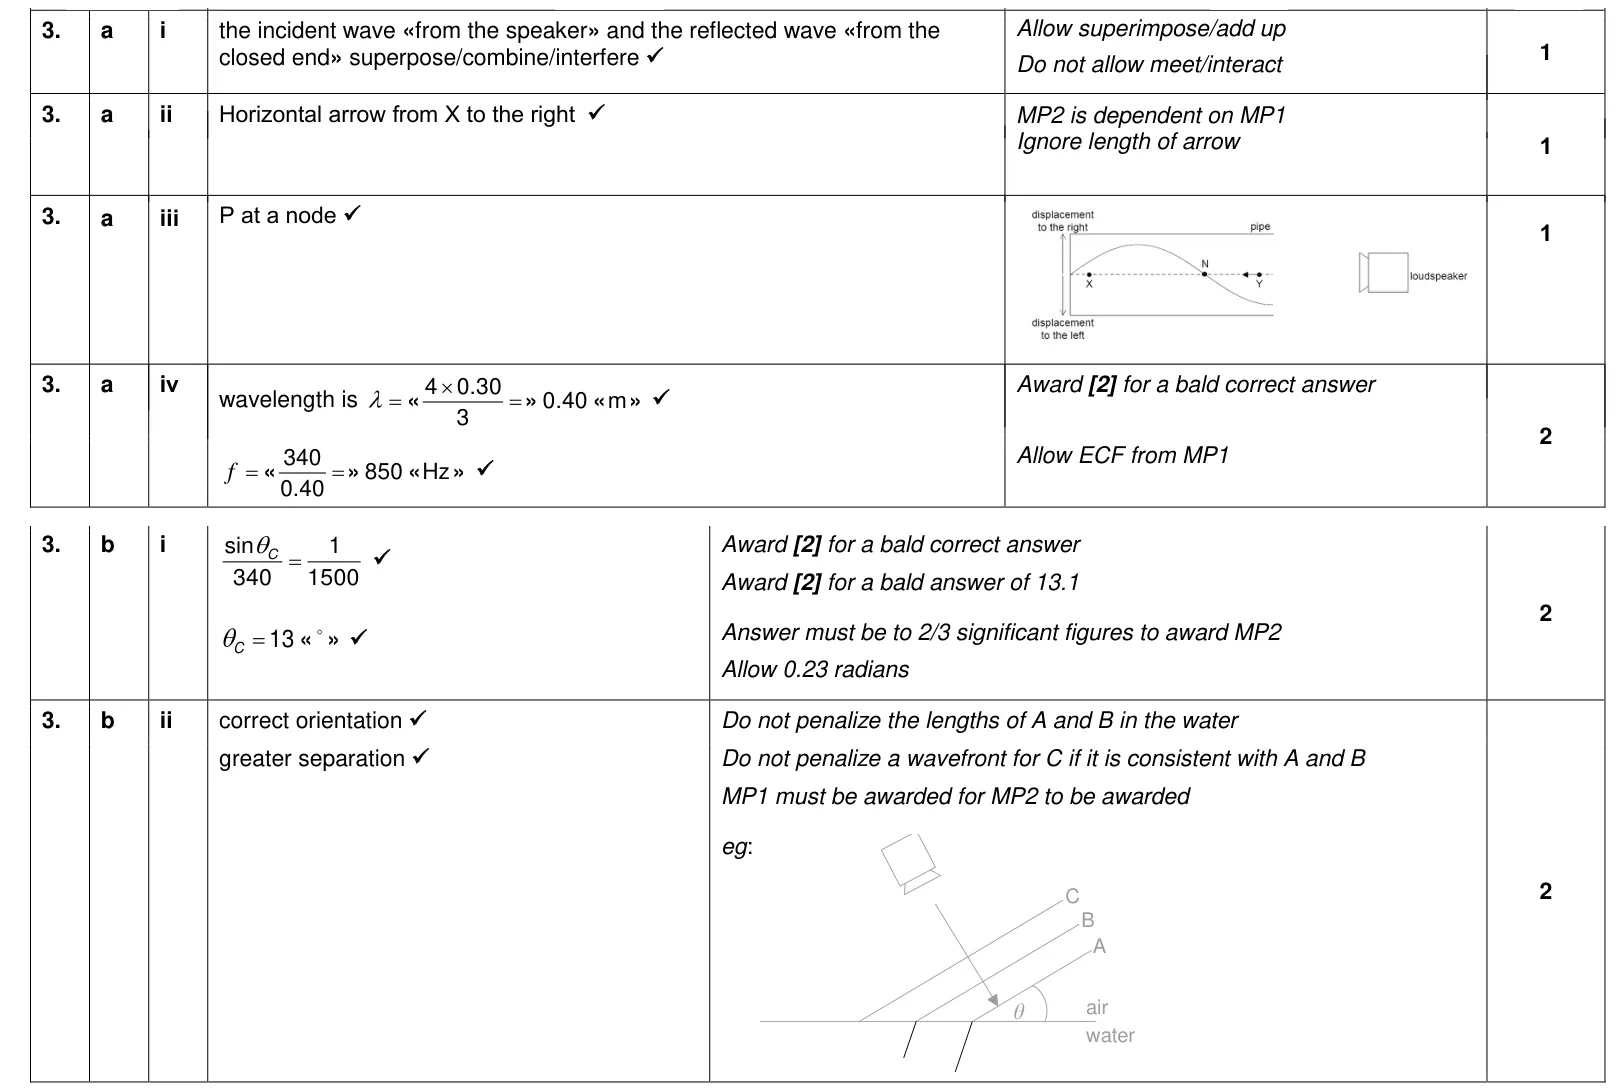 3. a i the incident wave «from the speaker» and the reflected wave «from the Allow superimpose/add up 1
closed end» superpose/combine/interfere ✓ Do not allow meet/interact
3. a ii Horizontal arrow from X to the right ✓ MP2 is dependent on MP1 1
Ignore length of arrow
3. a iii P at a node ✓ 1
displacement
to the right
pipe
N
X
Y
loudspeaker
displacement
to the left
3. a iv wavelength is λ = « 4 × 0.30 / 3 = » 0.40 «m» ✓ Award [2] for a bald correct answer 2
f = « 340 / 0.40 = » 850 «Hz» ✓ Allow ECF from MP1
3. b i sinθC / 340 = 1 / 1500 ✓ Award [2] for a bald correct answer 2
Award [2] for a bald answer of 13.1
θC = 13 «°» ✓ Answer must be to 2/3 significant figures to award MP2
Allow 0.23 radians
3. b ii correct orientation ✓ Do not penalize the lengths of A and B in the water 2
greater separation ✓ Do not penalize a wavefront for C if it is consistent with A and B
MP1 must be awarded for MP2 to be awarded
eg:
C
B
A
θ
air
water